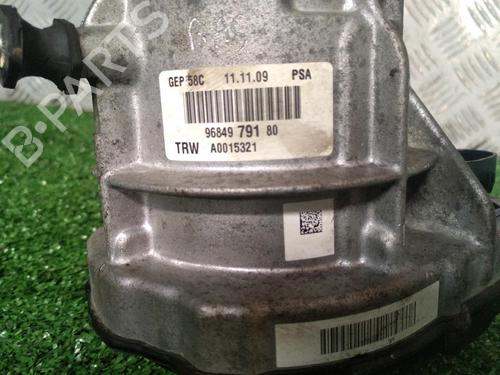 B-PARTS
GEP 58C 11.11.09 PSA
96849 791 80
TRW A0015321